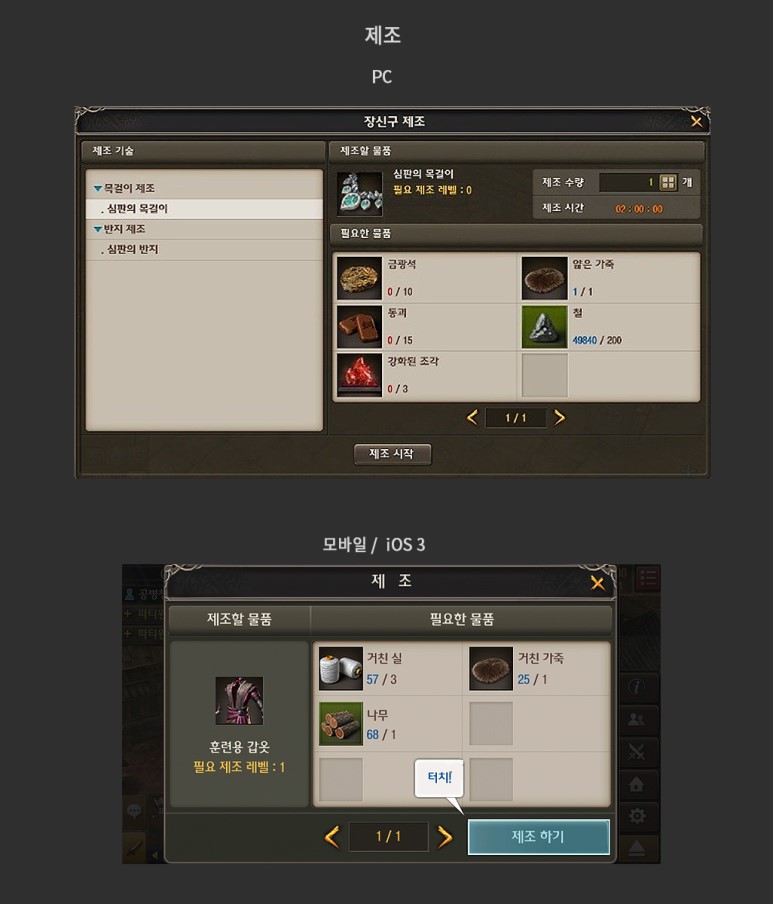 제조
PC
장신구 제조
제조 기술
제조할 물품
▼목걸이 제조
. 심판의 목걸이
▼반지 제조
. 심판의 반지
심판의 목걸이
필요 제조 레벨 : 0
제조 수량 1 개
제조 시간 02 : 00 : 00
필요한 물품
금광석
0 / 10
얇은 가죽
1 / 1
동괴
0 / 15
철
49840 / 200
강화된 조각
0 / 3
1 / 1
제조 시작
모바일 / iOS 3
제 조
제조할 물품
필요한 물품
훈련용 갑옷
필요 제조 레벨 : 1
거친 실
57 / 3
거친 가죽
25 / 1
나무
68 / 1
터치!
1 / 1
제조 하기
+ 파티원
+ 파티원